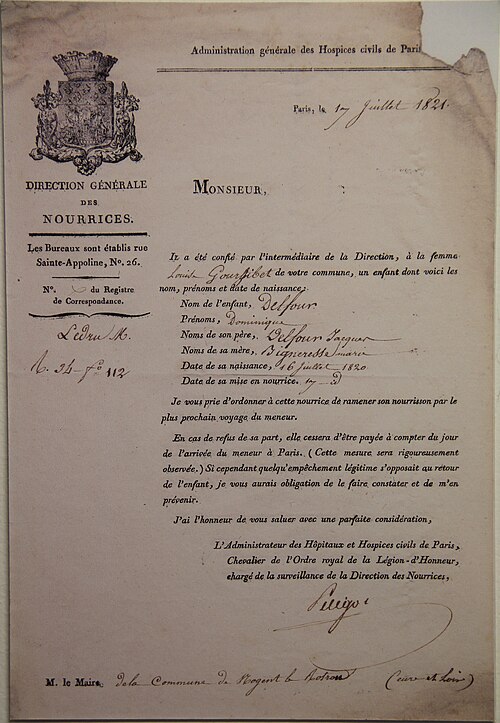 Administration générale des Hospices civils de Pari
Paris, le 17 Juillet 1821.
DIRECTION GÉNÉRALE
DES
NOURRICES.
Les Bureaux sont établis rue
Sainte-Appoline, No. 26.
No. du Registre
de Correspondance.
Ledru M.
112
MONSIEUR,
Il a été confié par l'intermédiaire de la Direction, à la femme
Louise Goursibet de votre commune, un enfant dont voici les
nom, prénoms et date de naissance;
Nom de l'enfant, Delfour
Prénoms, Dominique
Noms de son père, Delfour Jacques
Noms de sa mère, Bigneresse marie
Date de sa naissance, 16 juillet 1820
Date de sa mise en nourrice. 17 d
Je vous prie d'ordonner à cette nourrice de ramener son nourrisson par le
plus prochain voyage du meneur.
En cas de refus de sa part, elle cessera d'être payée à compter du jour
de l'arrivée du meneur à Paris. (Cette mesure sera rigoureusement
observée.) Si cependant quelqu'empêchement légitime s'opposait au retour
de l'enfant, je vous aurais obligation de le faire constater et de m'en
prévenir.
J'ai l'honneur de vous saluer avec une parfaite considération,
L'Administrateur des Hôpitaux et Hospices civils de Paris,
Chevalier de l'Ordre royal de la Légion-d'Honneur,
chargé de la surveillance de la Direction des Nourrices,
M. le Maire de la Commune de Nogent le Rotrou (eure et Loir)